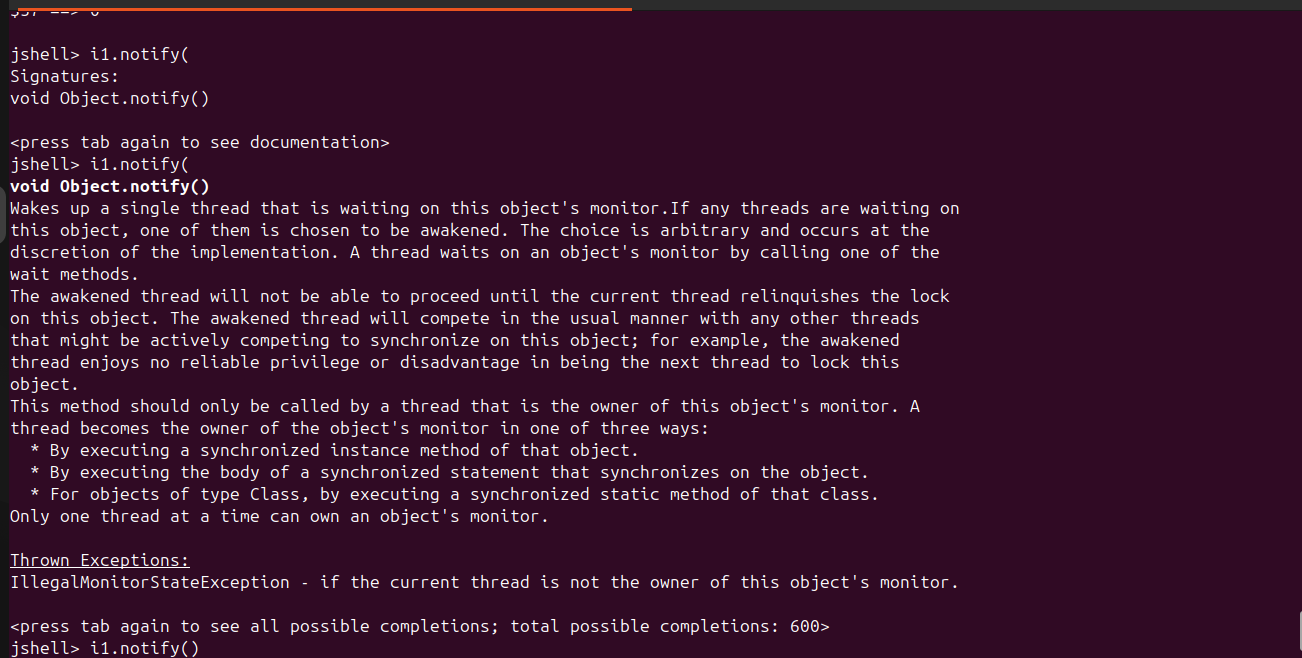 jshell> i1.notify(
Signatures:
void Object.notify()
<press tab again to see documentation>
jshell> i1.notify(
void Object.notify()
Wakes up a single thread that is waiting on this object's monitor.If any threads are waiting on
this object, one of them is chosen to be awakened. The choice is arbitrary and occurs at the
discretion of the implementation. A thread waits on an object's monitor by calling one of the
wait methods.
The awakened thread will not be able to proceed until the current thread relinquishes the lock
on this object. The awakened thread will compete in the usual manner with any other threads
that might be actively competing to synchronize on this object; for example, the awakened
thread enjoys no reliable privilege or disadvantage in being the next thread to lock this
object.
This method should only be called by a thread that is the owner of this object's monitor. A
thread becomes the owner of the object's monitor in one of three ways:
  * By executing a synchronized instance method of that object.
  * By executing the body of a synchronized statement that synchronizes on the object.
  * For objects of type Class, by executing a synchronized static method of that class.
Only one thread at a time can own an object's monitor.
Thrown Exceptions:
IllegalMonitorStateException - if the current thread is not the owner of this object's monitor.
<press tab again to see all possible completions; total possible completions: 600>
jshell> i1.notify()